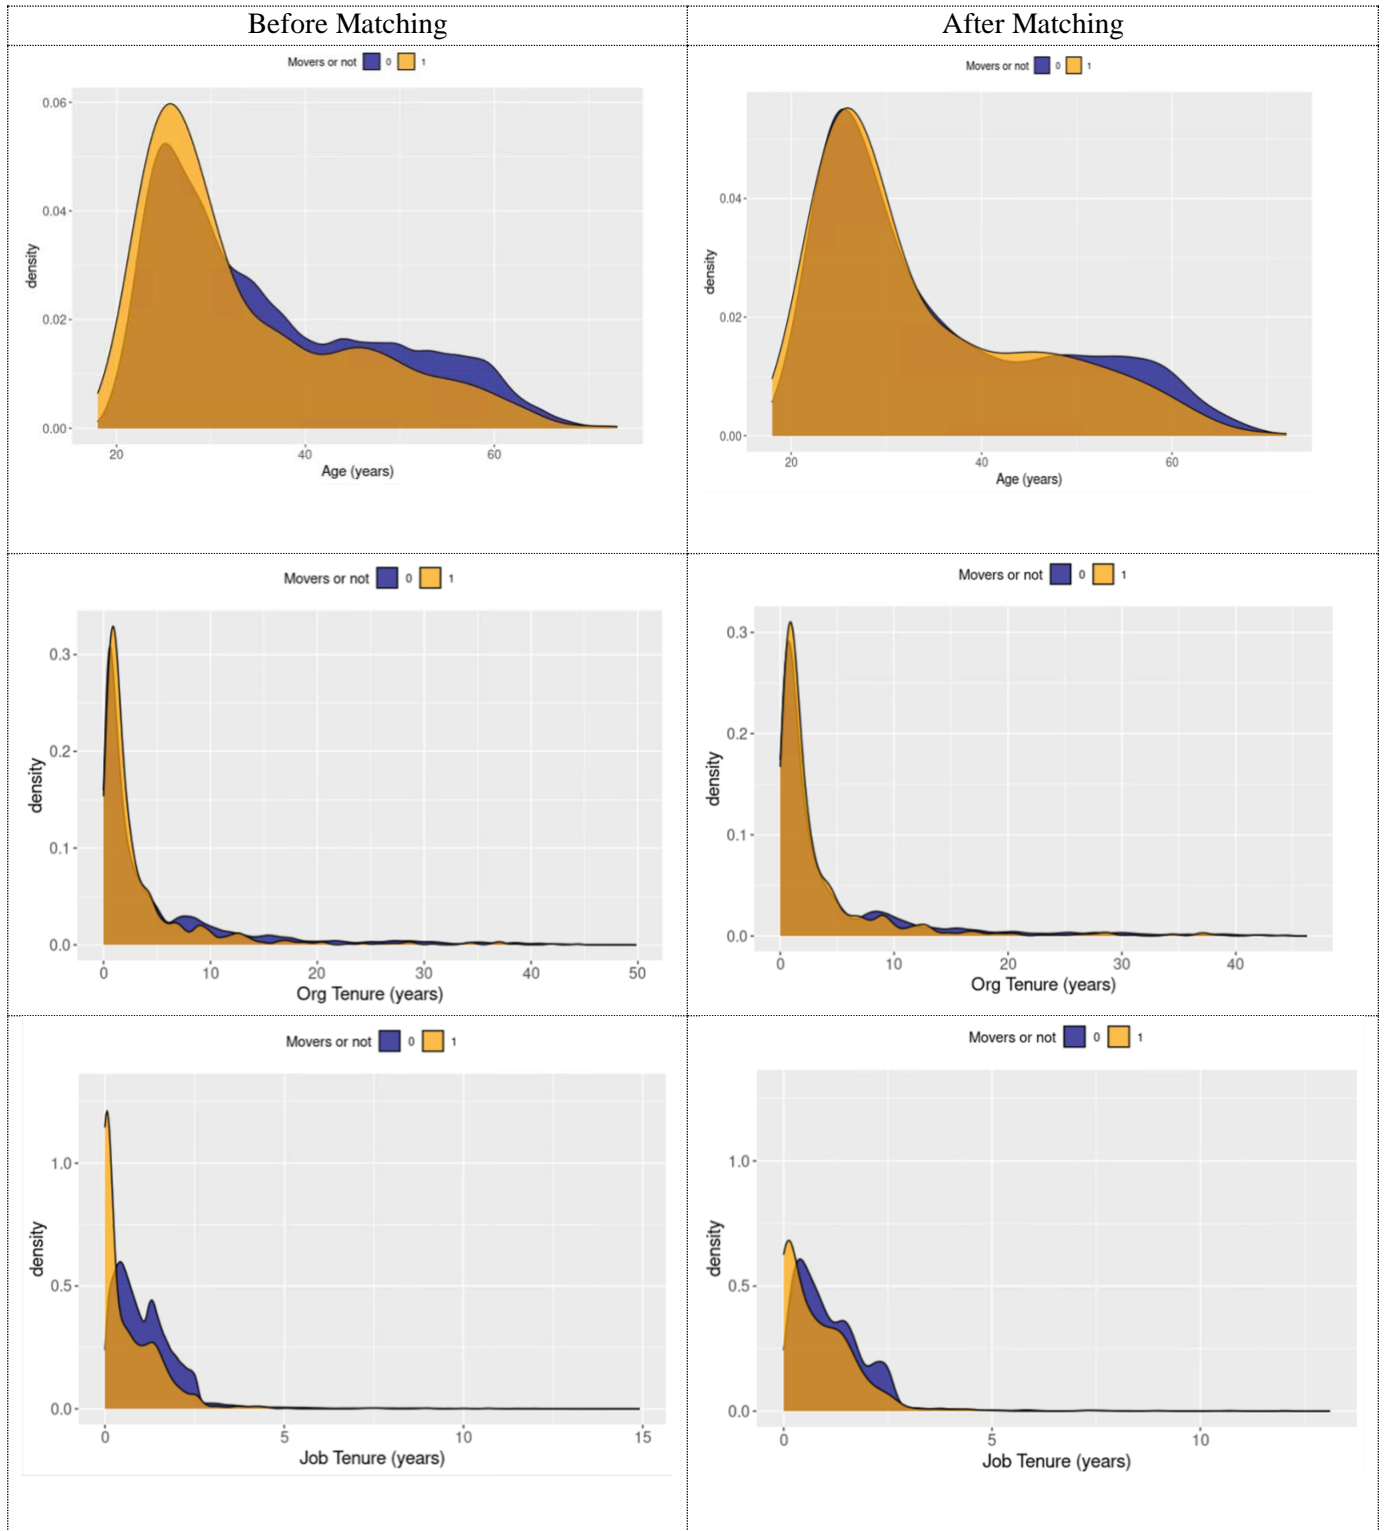 Before Matching
After Matching
Movers or not 0 1
0.06
0.04
0.02
0.00
density
20 40 60
Age (years)
Movers or not 0 1
0.04
0.02
0.00
density
20 40 60
Age (years)
Movers or not 0 1
0.3
0.2
0.1
0.0
density
0 10 20 30 40 50
Org Tenure (years)
Movers or not 0 1
0.3
0.2
0.1
0.0
density
0 10 20 30 40
Org Tenure (years)
Movers or not 0 1
1.0
0.5
0.0
density
0 5 10 15
Job Tenure (years)
Movers or not 0 1
1.0
0.5
0.0
density
0 5 10
Job Tenure (years)